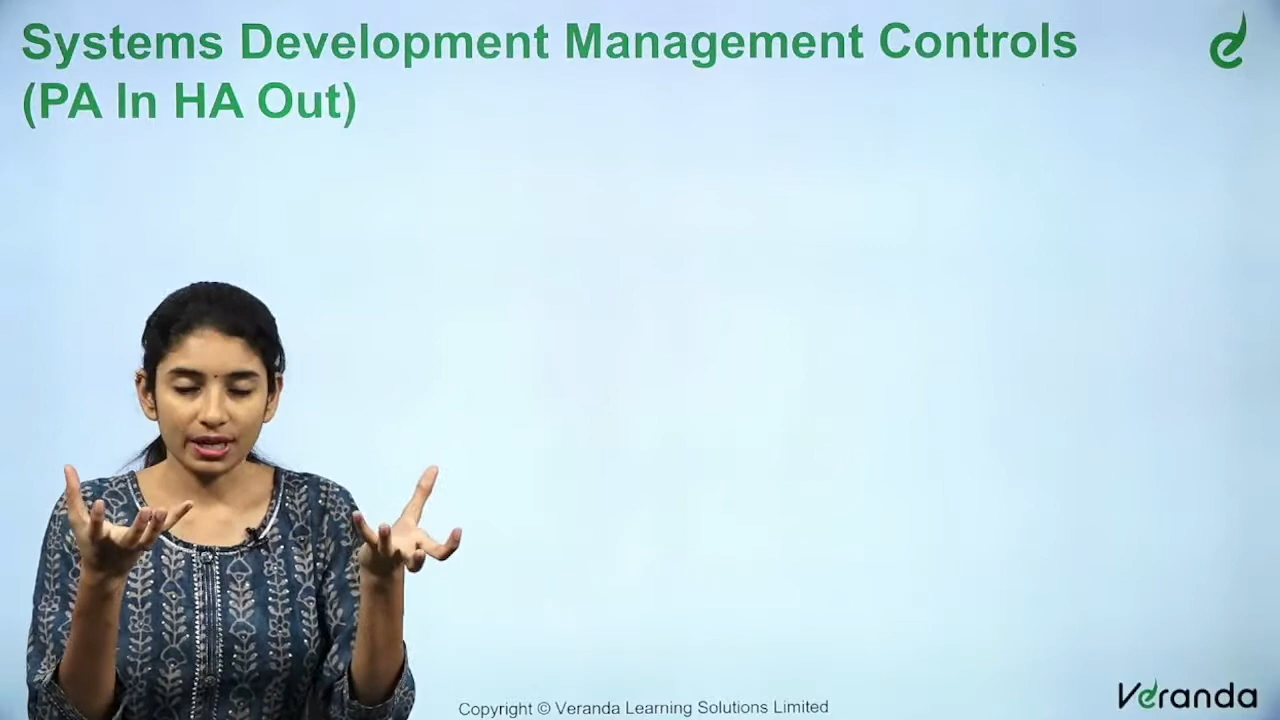 Systems Development Management Controls
(PA In HA Out)
Copyright © Veranda Learning Solutions Limited
Veranda